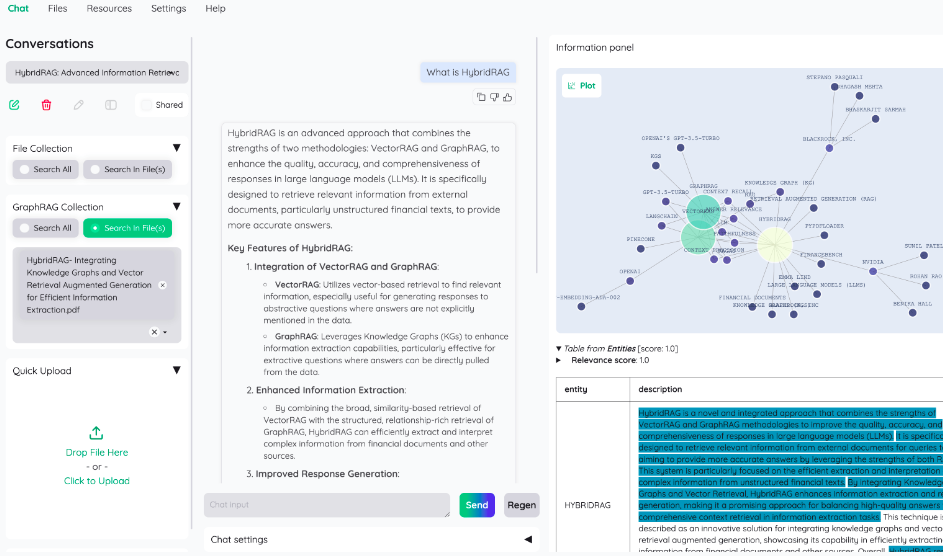 Chat Files Resources Settings Help
Conversations
HybridRAG: Advanced Information Retrievc
Shared
File Collection
Search All Search In File(s)
GraphRAG Collection
Search All Search In File(s)
HybridRAG- Integrating
Knowledge Graphs and Vector
Retrieval Augmented Generation
for Efficient Information
Extraction.pdf
Quick Upload
Drop File Here
- or -
Click to Upload
What is HybridRAG
HybridRAG is an advanced approach that combines the
strengths of two methodologies: VectorRAG and GraphRAG, to
enhance the quality, accuracy, and comprehensiveness of
responses in large language models (LLMs). It is specifically
designed to retrieve relevant information from external
documents, particularly unstructured financial texts, to provide
more accurate answers.
Key Features of HybridRAG:
1. Integration of VectorRAG and GraphRAG:
VectorRAG: Utilizes vector-based retrieval to find relevant
information, especially useful for generating responses to
abstractive questions where answers are not explicitly
mentioned in the data.
GraphRAG: Leverages Knowledge Graphs (KGs) to enhance
information extraction capabilities, particularly effective for
extractive questions where answers can be directly pulled
from the data.
2. Enhanced Information Extraction:
By combining the broad, similarity-based retrieval of
VectorRAG with the structured, relationship-rich retrieval of
GraphRAG, HybridRAG can efficiently extract and interpret
complex information from financial documents and other
sources.
3. Improved Response Generation:
Chat input
Send Regen
Chat settings
Information panel
Plot
STEFANO PASQUALI
BHASKARJIT SARMAH
BLACKROCK, INC.
OPENAI'S GPT-3.5-TURBO
KGS
GRAPHRAG
KNOWLEDGE GRAPH (KG)
GPT-3.5-TURBO
CONTEXT RECALL
RETRIEVAL AUGMENTED GENERATION (RAG)
LANGCHAIN
HYBRIDRAG
PYPDFLOADER
PINECONE
SUNIL PATEL
NVIDIA
OPENAI
ROHAN RAO
LARGE LANGUAGE MODELS (LLMS)
-EMBEDDING-ADA-002
FINANCIAL DOCUMENTS
BENIKA HALL
Table from Entities [score: 1.0]
Relevance score: 1.0
entity description
HYBRIDRAG
HybridRAG is a novel and integrated approach that combines the strengths of
VectorRAG and GraphRAG methodologies to improve the quality, accuracy, and
comprehensiveness of responses in large language models (LLMs). It is specifica
designed to retrieve relevant information from external documents for queries t
aiming to provide more accurate answers by leveraging the strengths of both
This system is particularly focused on the efficient extraction and interpretation
complex information from unstructured financial texts. By integrating Knowledge
Graphs and Vector Retrieval, HybridRAG enhances information extraction and
generation, making it a promising approach for balancing high-quality answers
comprehensive context retrieval in information extraction tasks. This technique is
described as an innovative solution for integrating knowledge graphs and vector
retrieval augmented generation, showcasing its capability in efficiently extracting
information from financial documents and other sources. Overall,